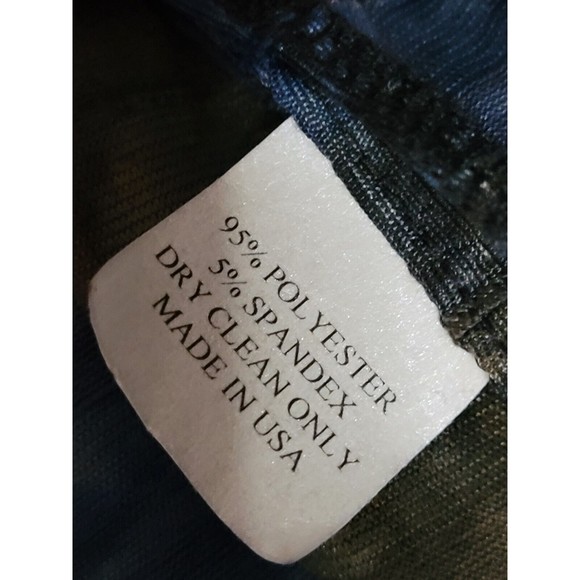 95% POLYESTER
5% SPANDEX
DRY CLEAN ONLY
MADE IN USA